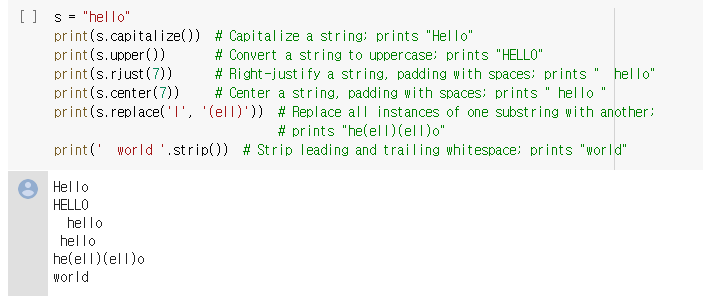 [ ] s = "hello"
print(s.capitalize())  # Capitalize a string; prints "Hello"
print(s.upper())       # Convert a string to uppercase; prints "HELLO"
print(s.rjust(7))      # Right-justify a string, padding with spaces; prints "  hello"
print(s.center(7))     # Center a string, padding with spaces; prints " hello "
print(s.replace('l', '(ell)'))  # Replace all instances of one substring with another;
                                # prints "he(ell)(ell)o"
print('  world '.strip())  # Strip leading and trailing whitespace; prints "world"
Hello
HELLO
  hello
 hello
he(ell)(ell)o
world